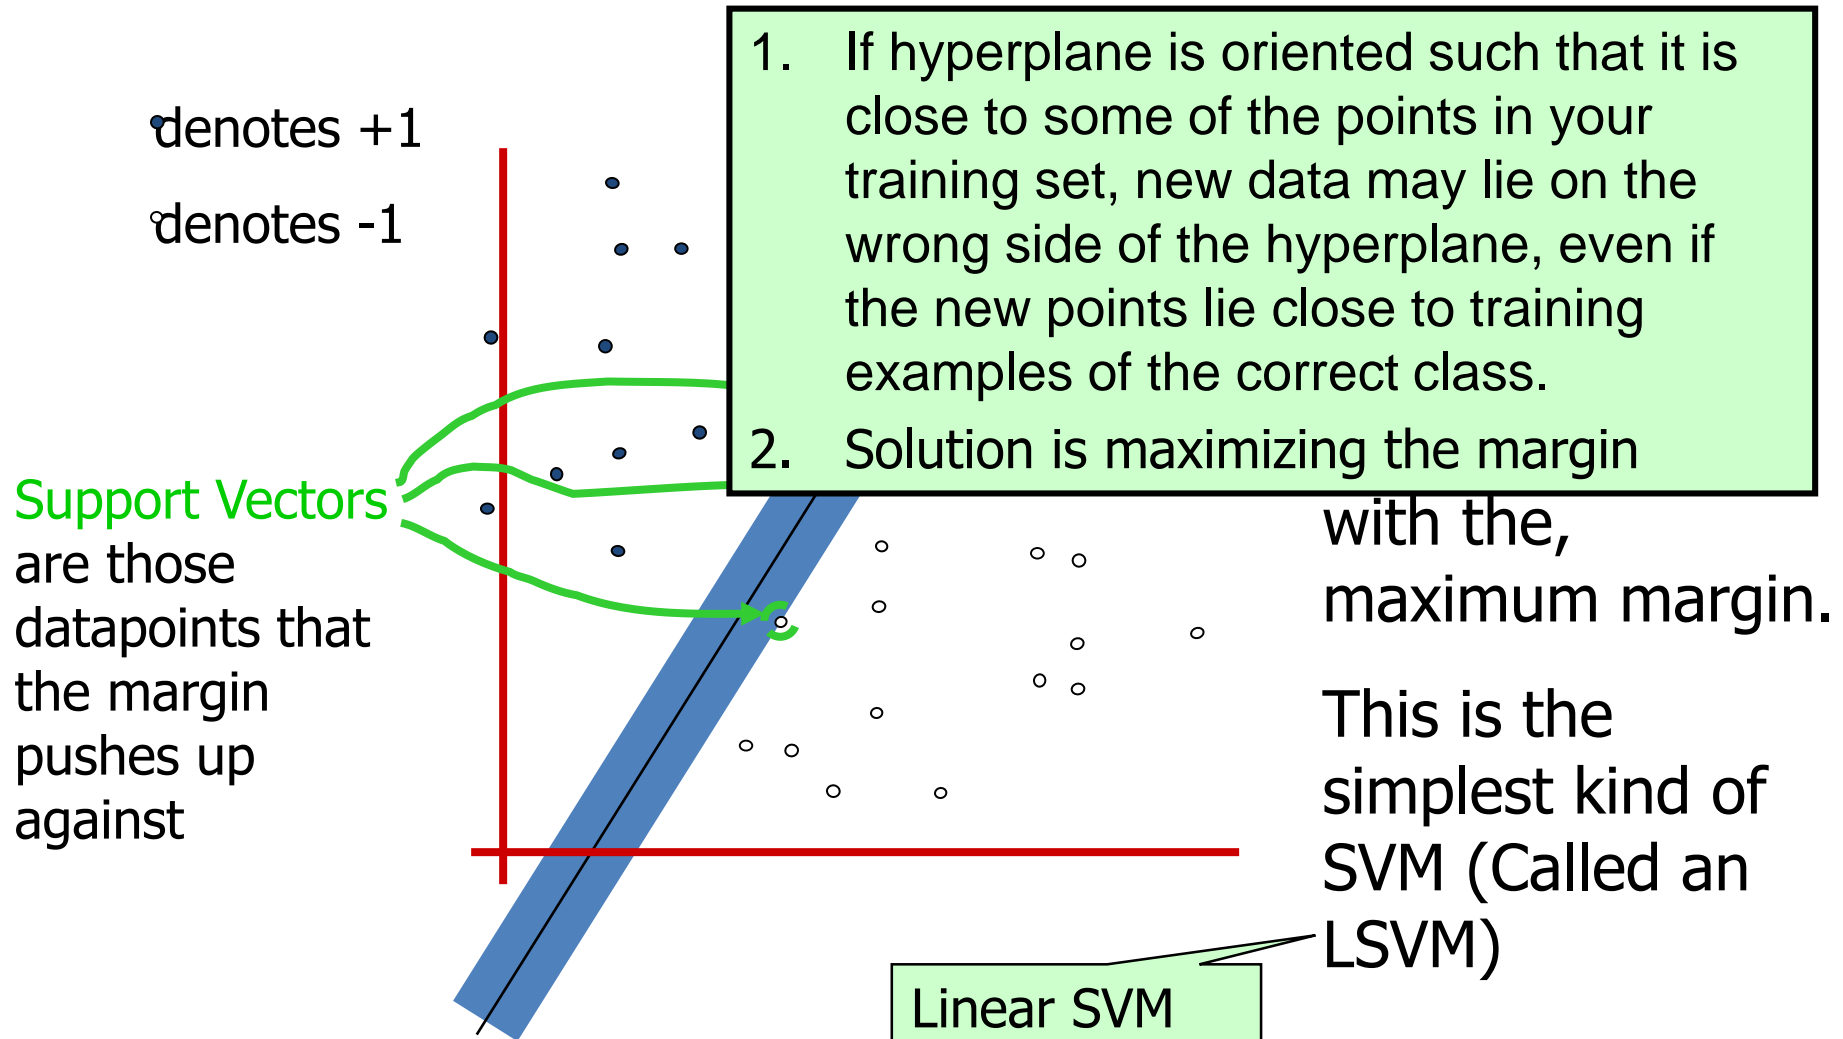 denotes +1
denotes -1
1. If hyperplane is oriented such that it is
close to some of the points in your
training set, new data may lie on the
wrong side of the hyperplane, even if
the new points lie close to training
examples of the correct class.
2. Solution is maximizing the margin
Support Vectors
are those
datapoints that
the margin
pushes up
against
with the,
maximum margin.
This is the
simplest kind of
SVM (Called an
LSVM)
Linear SVM